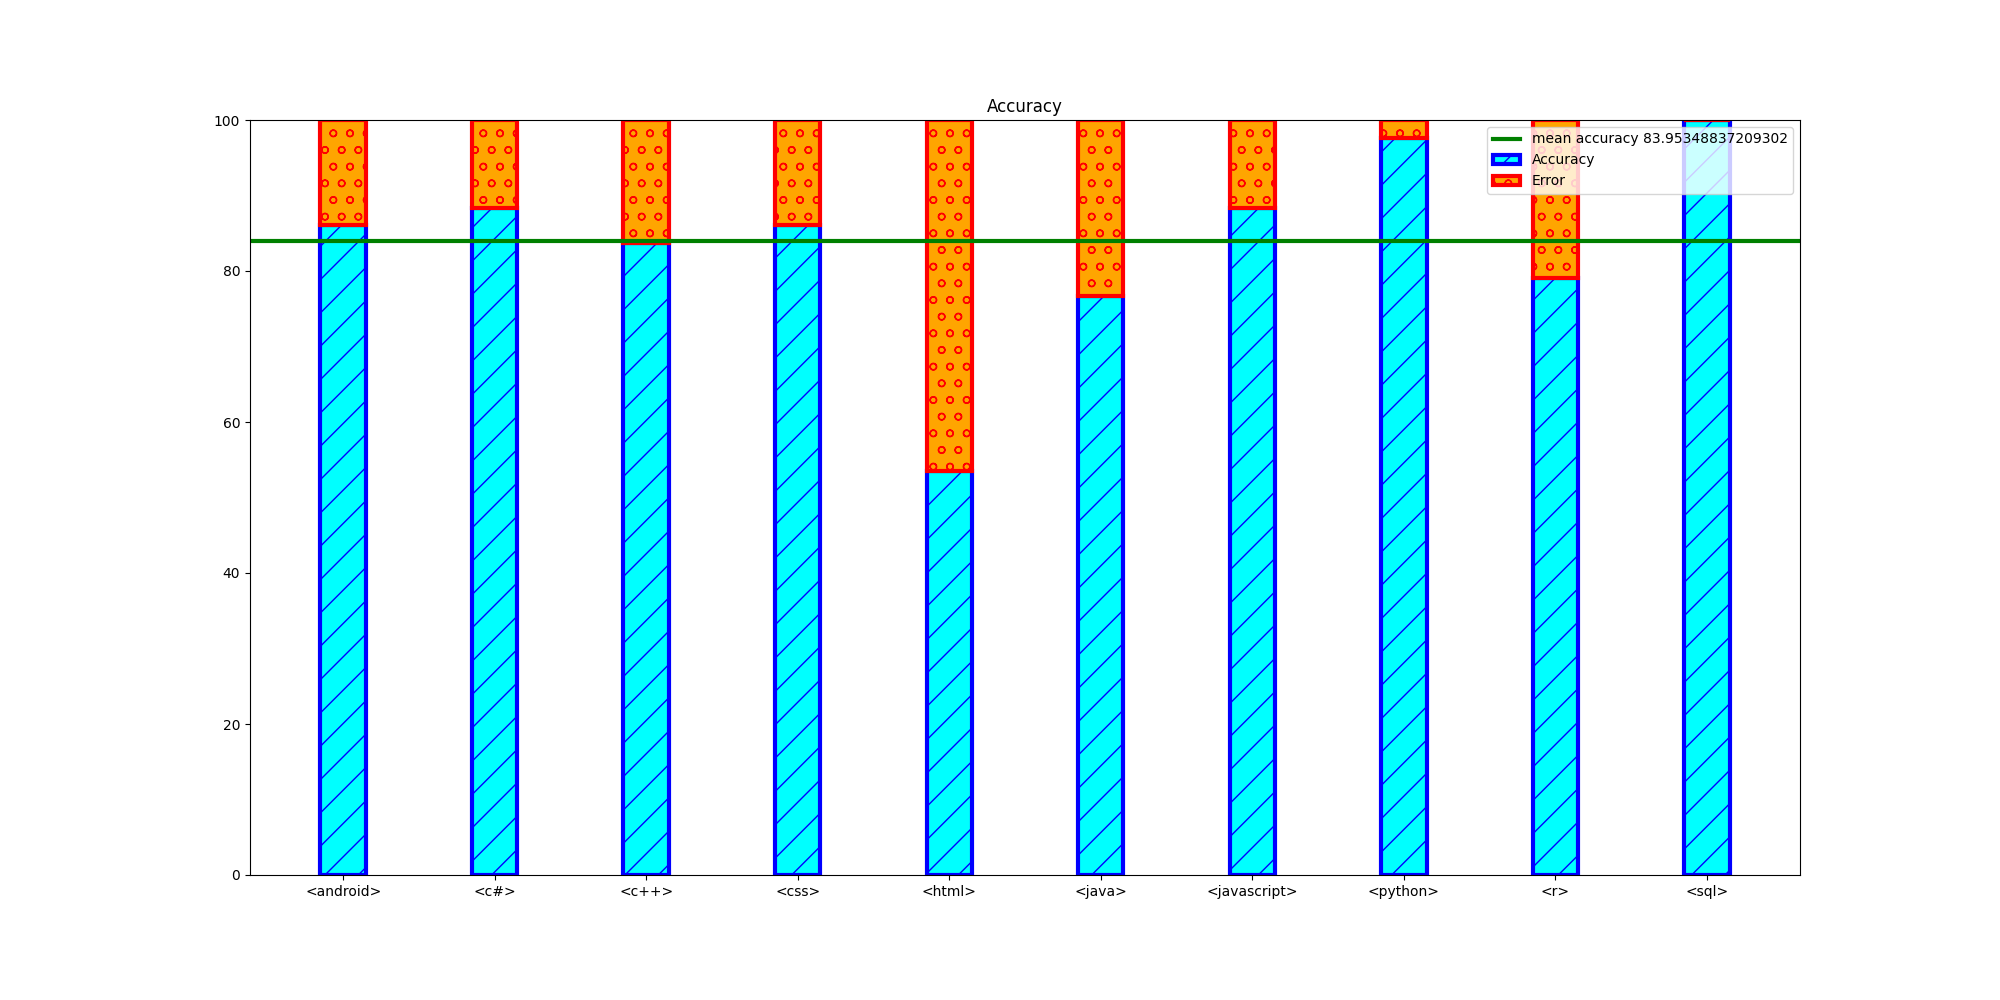 Accuracy
100
80
60
40
20
0
mean accuracy 83.95348837209302
Accuracy
Error
<android> <c#> <c++> <css> <html> <java> <javascript> <python> <r> <sql>